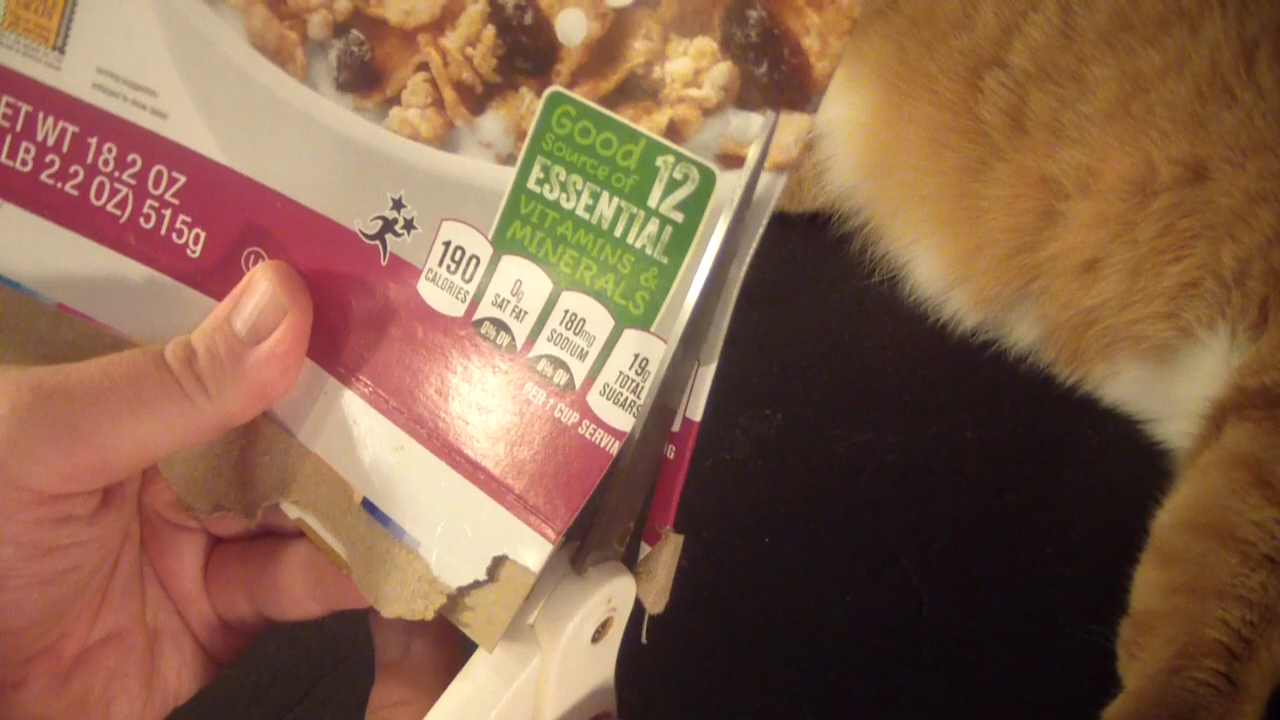 ET WT 18.2 OZ
LB 2.2 OZ) 515g
Good
source of 12
ESSENTIAL
VITAMINS &
MINERALS
190
CALORIES
0g
SAT FAT
0% DV
180mg
SODIUM
8% DV
19g
TOTAL
SUGARS
PER 1 CUP SERVIN
G